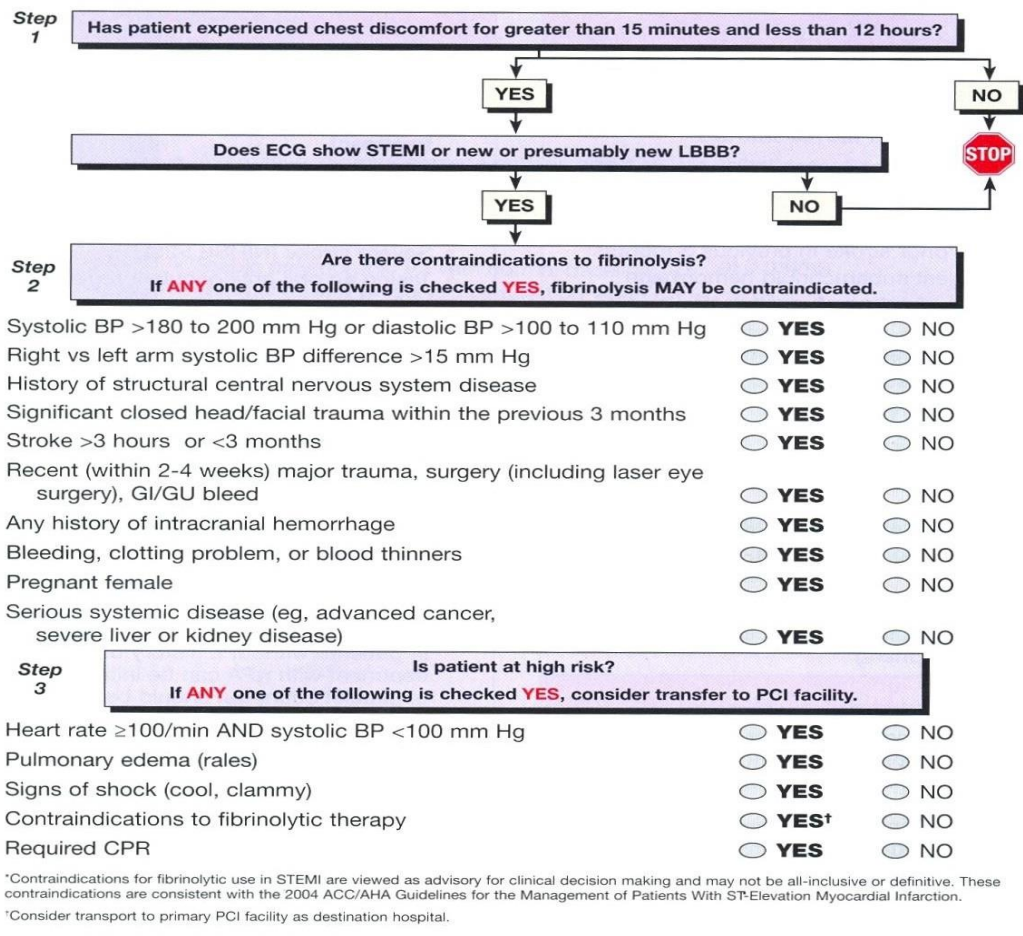 Step
1
Has patient experienced chest discomfort for greater than 15 minutes and less than 12 hours?
YES
NO
Does ECG show STEMI or new or presumably new LBBB?
STOP
YES
NO
Step
2
Are there contraindications to fibrinolysis?
If ANY one of the following is checked YES, fibrinolysis MAY be contraindicated.
Systolic BP >180 to 200 mm Hg or diastolic BP >100 to 110 mm Hg YES NO
Right vs left arm systolic BP difference >15 mm Hg YES NO
History of structural central nervous system disease YES NO
Significant closed head/facial trauma within the previous 3 months YES NO
Stroke >3 hours or <3 months YES NO
Recent (within 2-4 weeks) major trauma, surgery (including laser eye
surgery), GI/GU bleed YES NO
Any history of intracranial hemorrhage YES NO
Bleeding, clotting problem, or blood thinners YES NO
Pregnant female YES NO
Serious systemic disease (eg, advanced cancer,
severe liver or kidney disease) YES NO
Step
3
Is patient at high risk?
If ANY one of the following is checked YES, consider transfer to PCI facility.
Heart rate ≥100/min AND systolic BP <100 mm Hg YES NO
Pulmonary edema (rales) YES NO
Signs of shock (cool, clammy) YES NO
Contraindications to fibrinolytic therapy YES† NO
Required CPR YES NO
*Contraindications for fibrinolytic use in STEMI are viewed as advisory for clinical decision making and may not be all-inclusive or definitive. These
contraindications are consistent with the 2004 ACC/AHA Guidelines for the Management of Patients With ST-Elevation Myocardial Infarction.
†Consider transport to primary PCI facility as destination hospital.